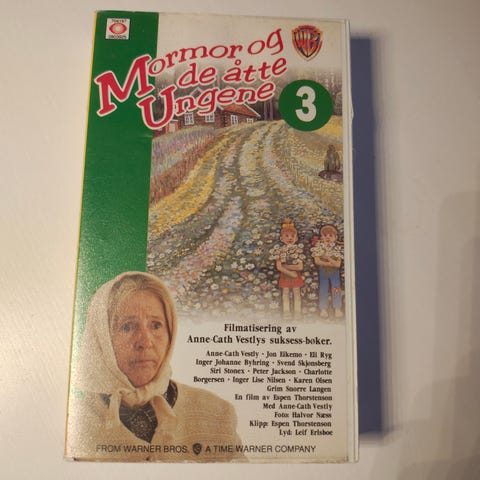 Mormor og
de åtte
Ungene
3
Filmatisering av
Anne-Cath Vestlys suksess-bøker.
Anne-Cath Vestly • Jon Eikemo • Eli Ryg
Inger Johanne Byhring • Svend Skjonsberg
Siri Stonex • Peter Jackson • Charlotte
Borgersen • Inger Lise Nilsen • Karen Olsen
Grim Snorre Langen
En film av Espen Thorstenson
Med Anne-Cath Vestly
Foto: Halvor Næss
Klipp: Espen Thorstenson
Lyd: Leif Erlsboe
FROM WARNER BROS. A TIME WARNER COMPANY